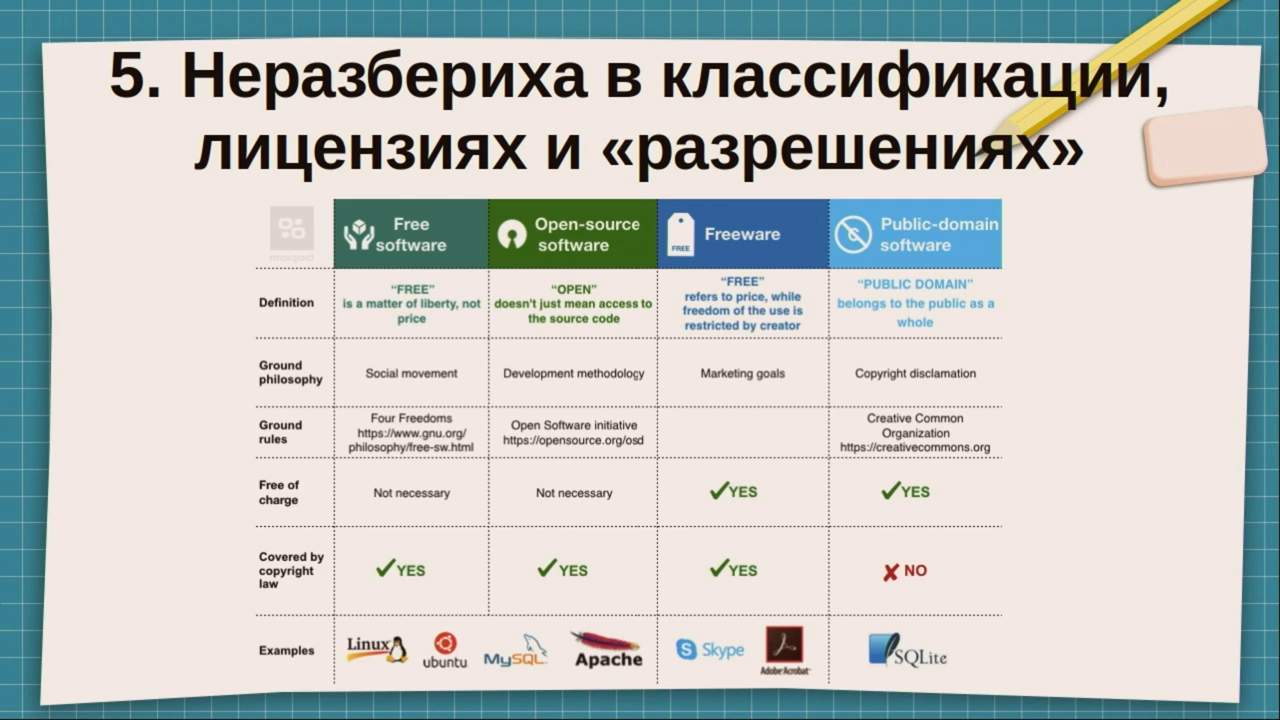 5. Неразбериха в классификации,
лицензиях и «разрешениях»
Free
software
Open-source
software
FREE
Freeware
Public-domain
software
Definition
“FREE”
is a matter of liberty, not
price
“OPEN”
doesn't just mean access to
the source code
“FREE”
refers to price, while
freedom of the use is
restricted by creator
“PUBLIC DOMAIN”
belongs to the public as a
whole
Ground
philosophy
Social movement
Development methodology
Marketing goals
Copyright disclamation
Ground
rules
Four Freedoms
https://www.gnu.org/
philosophy/free-sw.html
Open Software initiative
https://opensource.org/osd
Creative Common
Organization
https://creativecommons.org
Free of
charge
Not necessary
Not necessary
YES
YES
Covered by
copyright
law
YES
YES
YES
NO
Examples
Linux
ubuntu
MySQL
Apache
Skype
Adobe Acrobat
SQLite